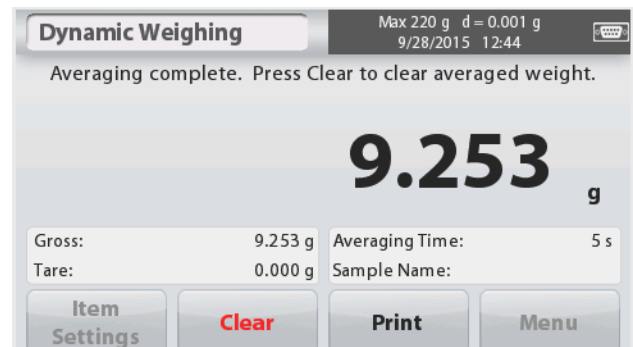 Dynamic Weighing
Max 220 g d = 0.001 g
9/28/2015 12:44
Averaging complete. Press Clear to clear averaged weight.
9.253 g
Gross: 9.253 g
Tare: 0.000 g
Averaging Time: 5 s
Sample Name:
Item
Settings
Clear
Print
Menu